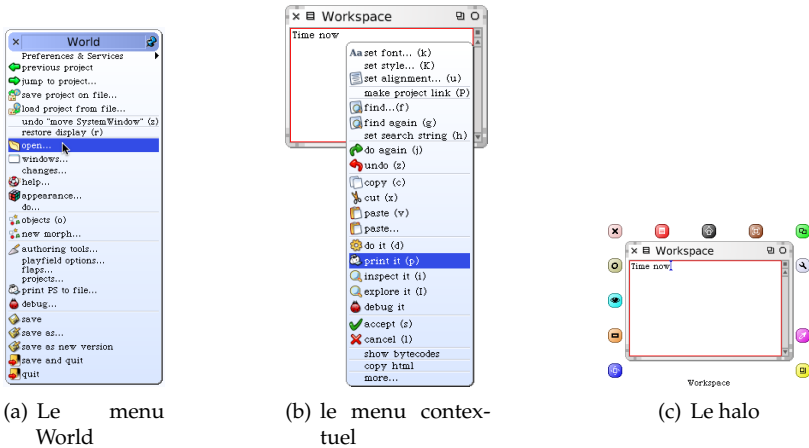 World
Preferences & Services
previous project
jump to project...
save project on file...
load project from file...
undo "move SystemWindow" (z)
restore display (r)
open...
windows...
changes...
help...
appearance...
do...
objects (o)
new morph...
authoring tools...
playfield options...
flaps...
projects...
print PS to file...
debug...
save
save as...
save as new version
save and quit
quit
(a) Le menu
World
Workspace
Time now
Aa set font... (k)
set style... (K)
set alignment... (u)
make project link (P)
find...(f)
find again (g)
set search string (h)
do again (j)
undo (z)
copy (c)
cut (x)
paste (v)
paste...
do it (d)
print it (p)
inspect it (i)
explore it (I)
debug it
accept (s)
cancel (l)
show bytecodes
copy html
more...
(b) le menu contex-
tuel
Workspace
Time now
Workspace
(c) Le halo